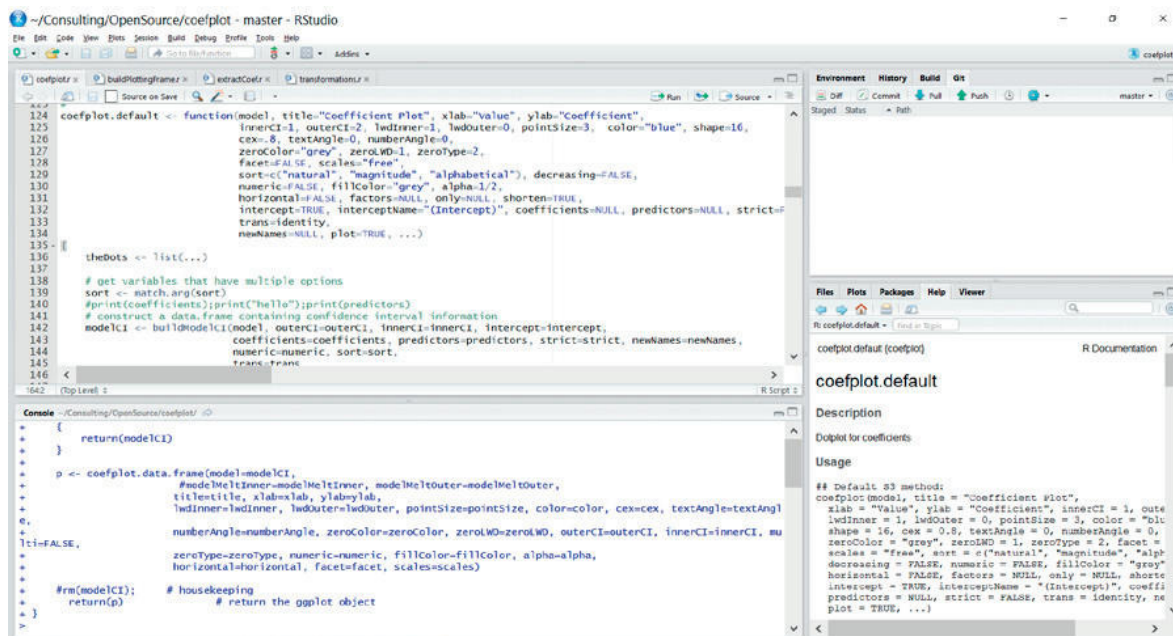 ~/Consulting/OpenSource/coefplot - master - RStudio
File Edit Code View Plots Session Build Debug Profile Tools Help
Go to file/function
Addins
coefplot
coefplot.r
buildPlottingFrame.r
extractCoef.r
transformations.r
Source on Save
Run
Source
124 coefplot.default <- function(model, title="Coefficient Plot", xlab="Value", ylab="Coefficient",
125 innerCI=1, outerCI=2, lwdInner=1, lwdOuter=0, pointSize=3, color="blue", shape=16,
126 cex=.8, textAngle=0, numberAngle=0,
127 zeroColor="grey", zeroLWD=1, zeroType=2,
128 facet=FALSE, scales="free",
129 sort=c("natural", "magnitude", "alphabetical"), decreasing=FALSE,
130 numeric=FALSE, fillColor="grey", alpha=1/2,
131 horizontal=FALSE, factors=NULL, only=NULL, shorten=TRUE,
132 intercept=TRUE, interceptName="(Intercept)", coefficients=NULL, predictors=NULL, strict=F
133 trans=identity,
134 newNames=NULL, plot=TRUE, ...)
135 {
136 theDots <- list(...)
137
138 # get variables that have multiple options
139 sort <- match.arg(sort)
140 #print(coefficients);print("hello");print(predictors)
141 # construct a data.frame containing confidence interval information
142 modelCI <- buildModelCI(model, outerCI=outerCI, innerCI=innerCI, intercept=intercept,
143 coefficients=coefficients, predictors=predictors, strict=strict, newNames=newNames,
144 numeric=numeric, sort=sort,
145 trans=trans
146
164:2 (Top Level) R Script
Console ~/Consulting/OpenSource/coefplot/
+ {
+ return(modelCI)
+ }
+
+ p <- coefplot.data.frame(model=modelCI,
+ #modelMeltInner=modelMeltInner, modelMeltOuter=modelMeltOuter,
+ title=title, xlab=xlab, ylab=ylab,
+ lwdInner=lwdInner, lwdOuter=lwdOuter, pointSize=pointSize, color=color, cex=cex, textAngle=textAngl
e,
+ numberAngle=numberAngle, zeroColor=zeroColor, zeroLWD=zeroLWD, outerCI=outerCI, innerCI=innerCI, mu
lti=FALSE,
+ zeroType=zeroType, numeric=numeric, fillColor=fillColor, alpha=alpha,
+ horizontal=horizontal, facet=facet, scales=scales)
+
+ #rm(modelCI); # housekeeping
+ return(p) # return the ggplot object
+ }
>
Environment History Build Git
Diff Commit Pull Push master
Staged Status Path
Files Plots Packages Help Viewer
R: coefplot.default Find in Topic
coefplot.default {coefplot} R Documentation
coefplot.default
Description
Dotplot for coefficients
Usage
## Default S3 method:
coefplot(model, title = "Coefficient Plot",
xlab = "Value", ylab = "Coefficient", innerCI = 1, oute
lwdInner = 1, lwdOuter = 0, pointSize = 3, color = "blu
shape = 16, cex = 0.8, textAngle = 0, numberAngle = 0,
zeroColor = "grey", zeroLWD = 1, zeroType = 2, facet =
scales = "free", sort = c("natural", "magnitude", "alph
decreasing = FALSE, numeric = FALSE, fillColor = "grey"
horizontal = FALSE, factors = NULL, only = NULL, shorte
intercept = TRUE, interceptName = "(Intercept)", coeffi
predictors = NULL, strict = FALSE, trans = identity, ne
plot = TRUE, ...)